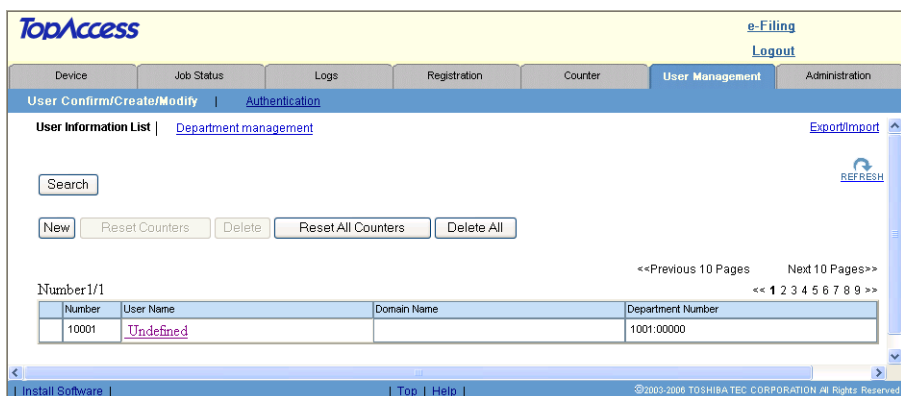 TopAccess
e-Filing
Logout
Device Job Status Logs Registration Counter User Management Administration
User Confirm/Create/Modify | Authentication
User Information List | Department management Export/Import
REFRESH
Search
New Reset Counters Delete Reset All Counters Delete All
<<Previous 10 Pages Next 10 Pages>>
Number1/1 << 1 2 3 4 5 6 7 8 9 >>
Number User Name Domain Name Department Number
10001 Undefined 1001:00000
| Install Software | | Top | Help | ©2003-2006 TOSHIBA TEC CORPORATION All Rights Reserved